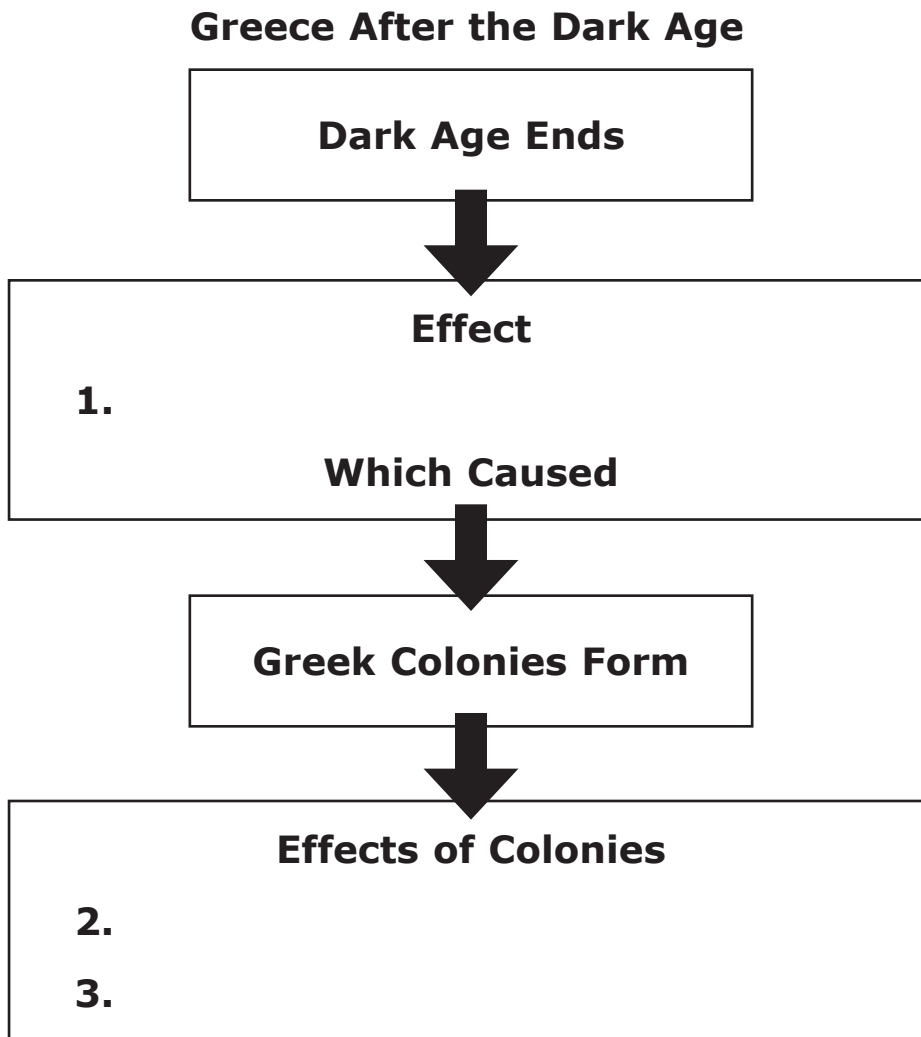 Greece After the Dark Age
Dark Age Ends
Effect
1.
Which Caused
Greek Colonies Form
Effects of Colonies
2.
3.